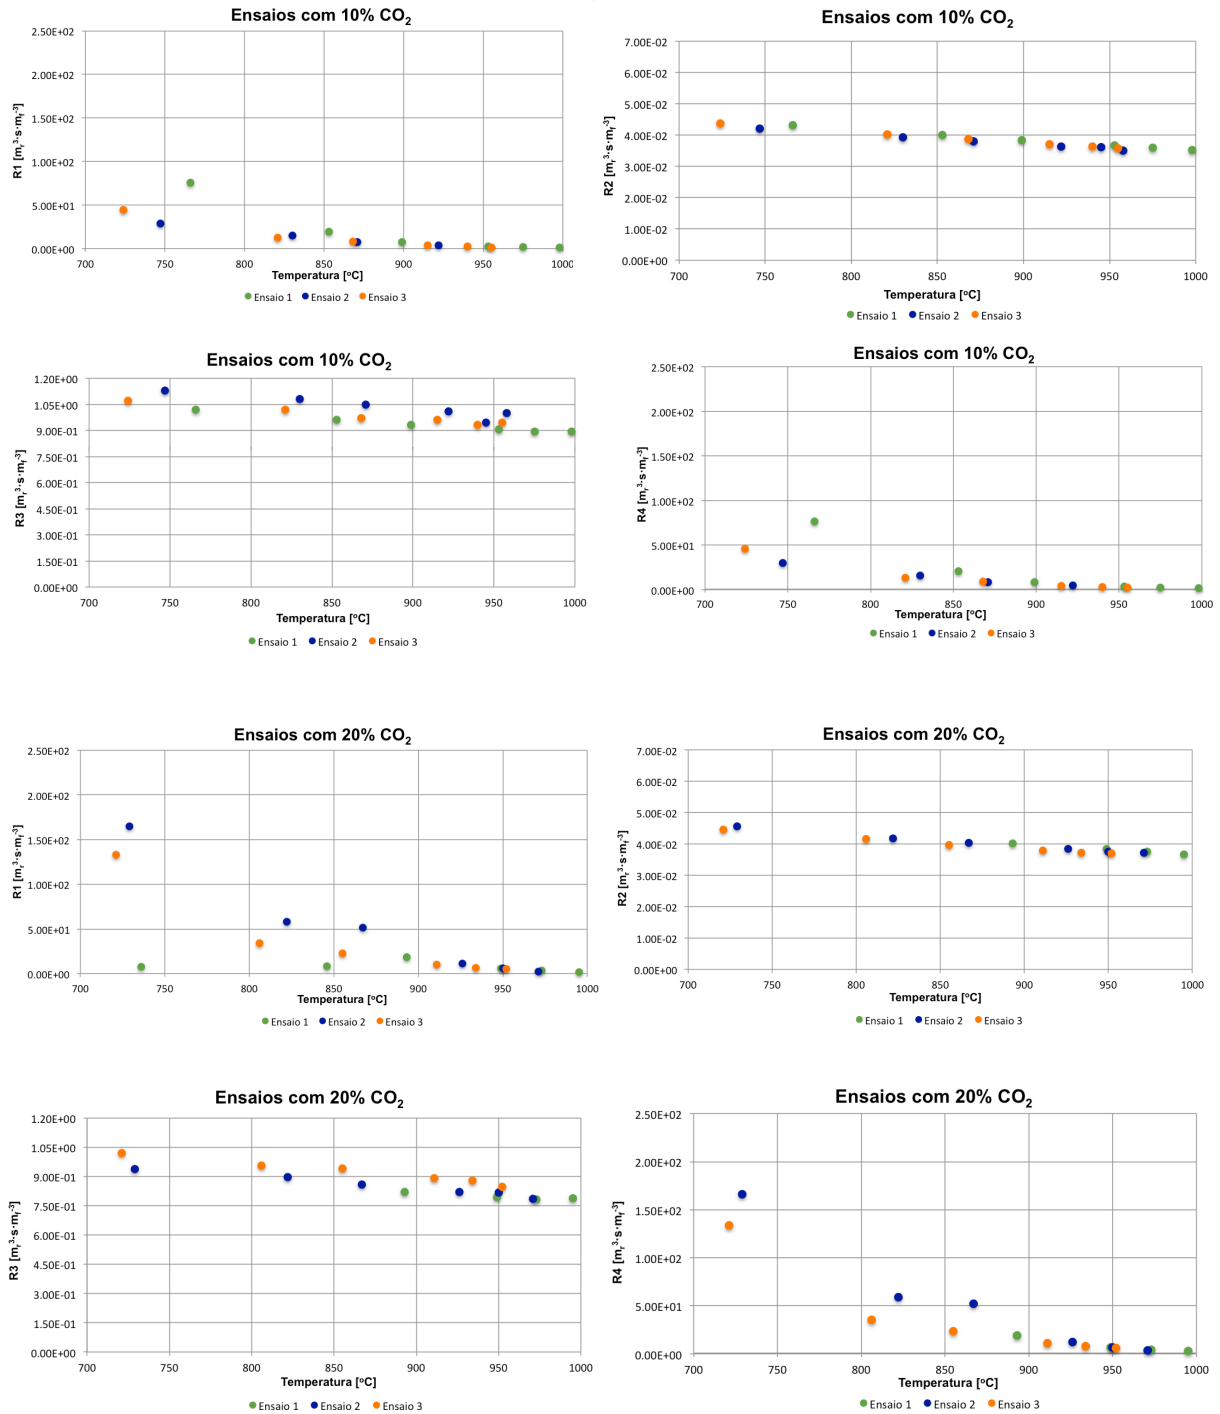 Ensaios com 10% CO2
2.50E+02
2.00E+02
1.50E+02
1.00E+02
5.00E+01
0.00E+00
R1 [mr3·s·mf-3]
700 750 800 850 900 950 1000
Temperatura [ºC]
Ensaio 1 Ensaio 2 Ensaio 3
Ensaios com 10% CO2
7.00E-02
6.00E-02
5.00E-02
4.00E-02
3.00E-02
2.00E-02
1.00E-02
0.00E+00
R2 [mr3·s·mf-3]
700 750 800 850 900 950 1000
Temperatura [ºC]
Ensaio 1 Ensaio 2 Ensaio 3
Ensaios com 10% CO2
1.20E+00
1.05E+00
9.00E-01
7.50E-01
6.00E-01
4.50E-01
3.00E-01
1.50E-01
0.00E+00
R3 [mr3·s·mf-3]
700 750 800 850 900 950 1000
Temperatura [ºC]
Ensaio 1 Ensaio 2 Ensaio 3
Ensaios com 10% CO2
2.50E+02
2.00E+02
1.50E+02
1.00E+02
5.00E+01
0.00E+00
R4 [mr3·s·mf-3]
700 750 800 850 900 950 1000
Temperatura [ºC]
Ensaio 1 Ensaio 2 Ensaio 3
Ensaios com 20% CO2
2.50E+02
2.00E+02
1.50E+02
1.00E+02
5.00E+01
0.00E+00
R1 [mr3·s·mf-3]
700 750 800 850 900 950 1000
Temperatura [ºC]
Ensaio 1 Ensaio 2 Ensaio 3
Ensaios com 20% CO2
7.00E-02
6.00E-02
5.00E-02
4.00E-02
3.00E-02
2.00E-02
1.00E-02
0.00E+00
R2 [mr3·s·mf-3]
700 750 800 850 900 950 1000
Temperatura [ºC]
Ensaio 1 Ensaio 2 Ensaio 3
Ensaios com 20% CO2
1.20E+00
1.05E+00
9.00E-01
7.50E-01
6.00E-01
4.50E-01
3.00E-01
1.50E-01
0.00E+00
R3 [mr3·s·mf-3]
700 750 800 850 900 950 1000
Temperatura [ºC]
Ensaio 1 Ensaio 2 Ensaio 3
Ensaios com 20% CO2
2.50E+02
2.00E+02
1.50E+02
1.00E+02
5.00E+01
0.00E+00
R4 [mr3·s·mf-3]
700 750 800 850 900 950 1000
Temperatura [ºC]
Ensaio 1 Ensaio 2 Ensaio 3